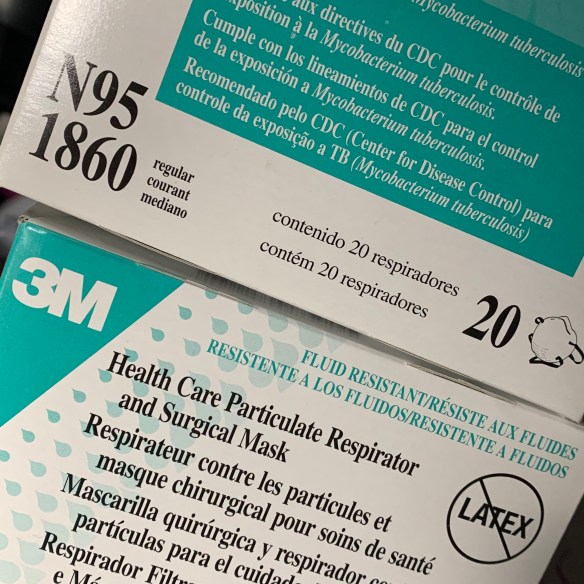 Mycobacterium tuberculosis
aux directives du CDC pour le contrôle de
exposition à la Mycobacterium tuberculosis.
Cumple con los lineamientos de CDC para el control
de la exposición a Mycobacterium tuberculosis.
Recomendado pelo CDC (Center for Disease Control) para
controle da exposição a TB (Mycobacterium tuberculosis)
N95
1860
regular
courant
mediano
contenido 20 respiradores
contém 20 respiradores
20
3M
FLUID RESISTANT/RÉSISTE AUX FLUIDES
RESISTENTE A LOS FLUIDOS/RESISTENTE A FLUIDOS
Health Care Particulate Respirator
and Surgical Mask
Respirateur contre les particules et
masque chirurgical pour soins de santé
Mascarilla quirúrgica y respirador
partículas para el cuidado
Respirador
e
LATEX